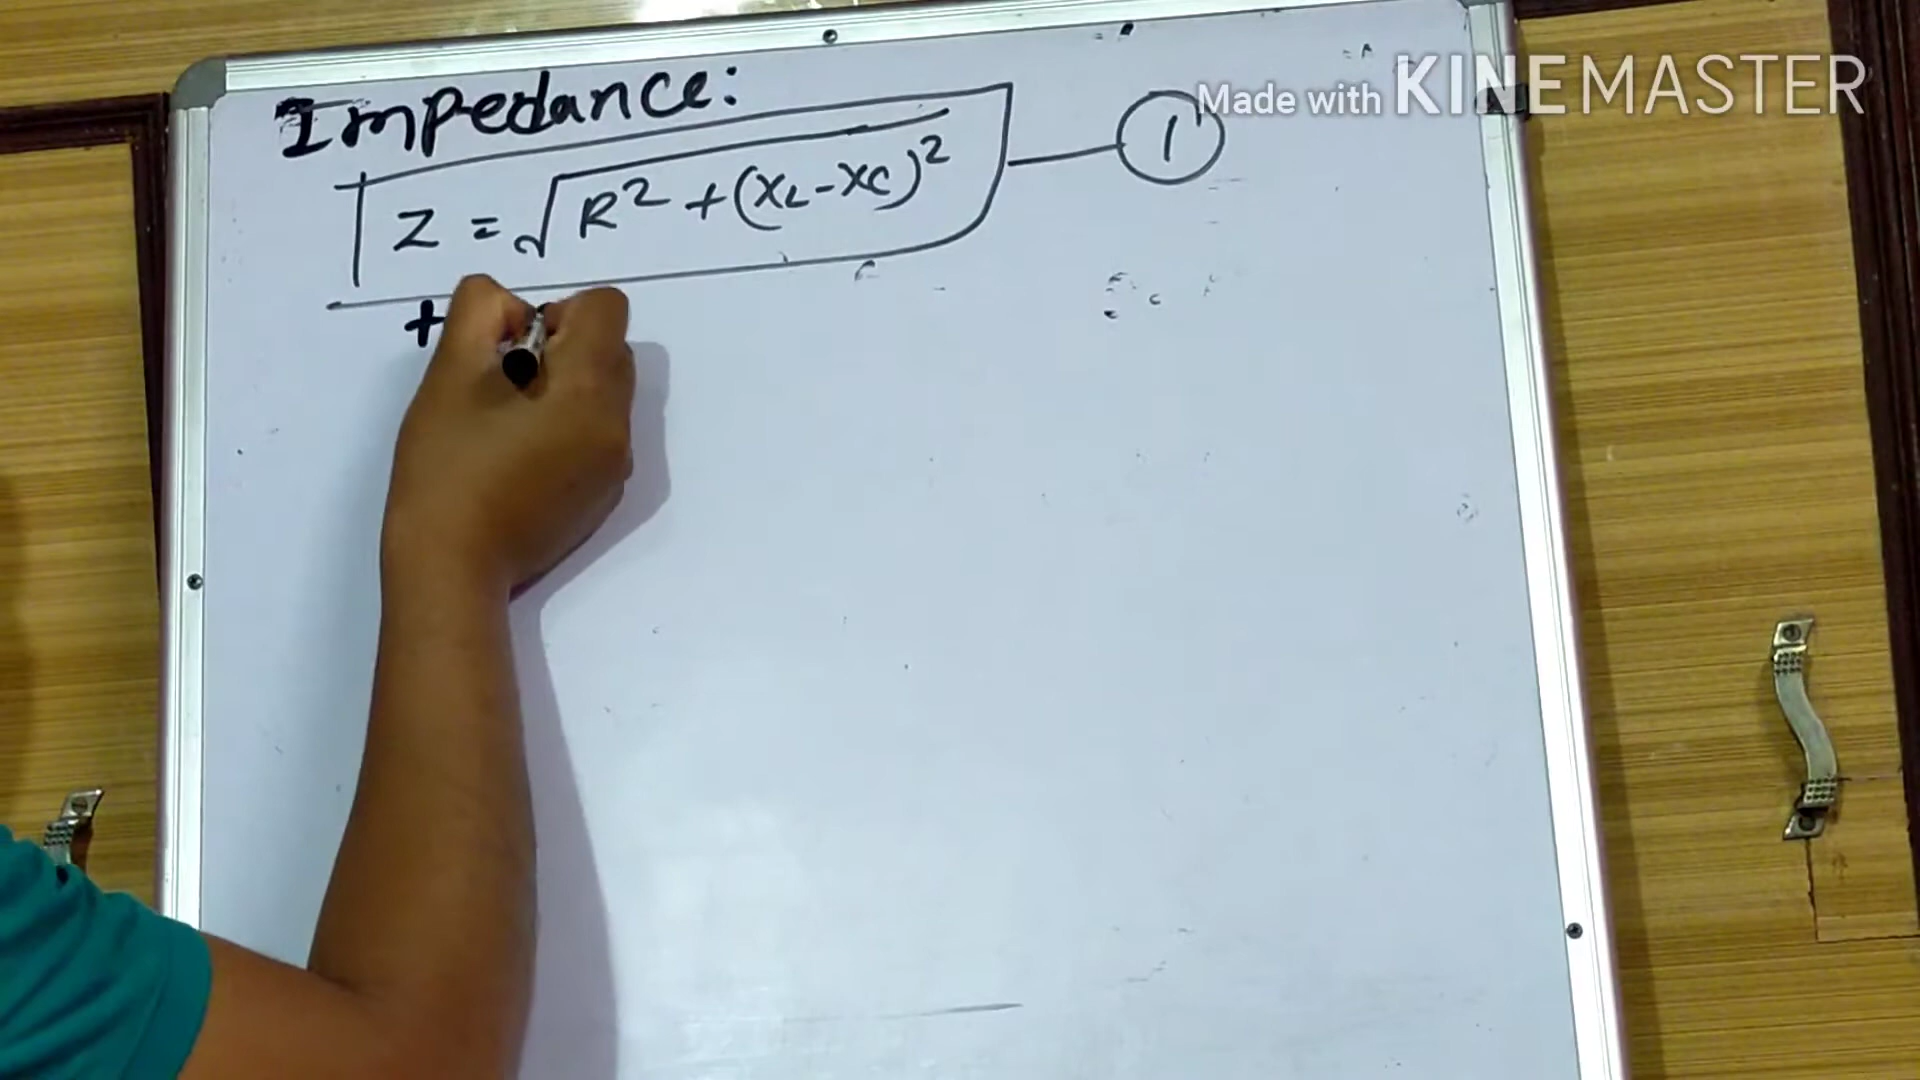 Impedance:
Z = √R² + (XL - XC)² — 1
+
Made with KINEMASTER